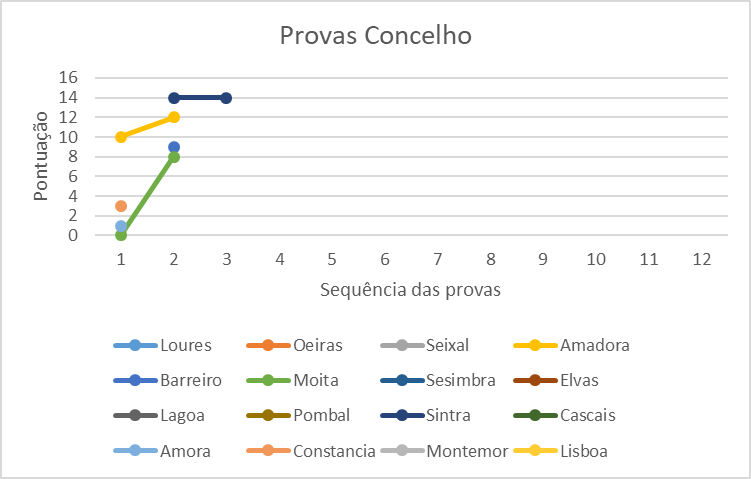 Provas Concelho
16
14
12
10
8
6
4
2
0
Pontuação
1 2 3 4 5 6 7 8 9 10 11 12
Sequência das provas
Loures Oeiras Seixal Amadora
Barreiro Moita Sesimbra Elvas
Lagoa Pombal Sintra Cascais
Amora Constancia Montemor Lisboa